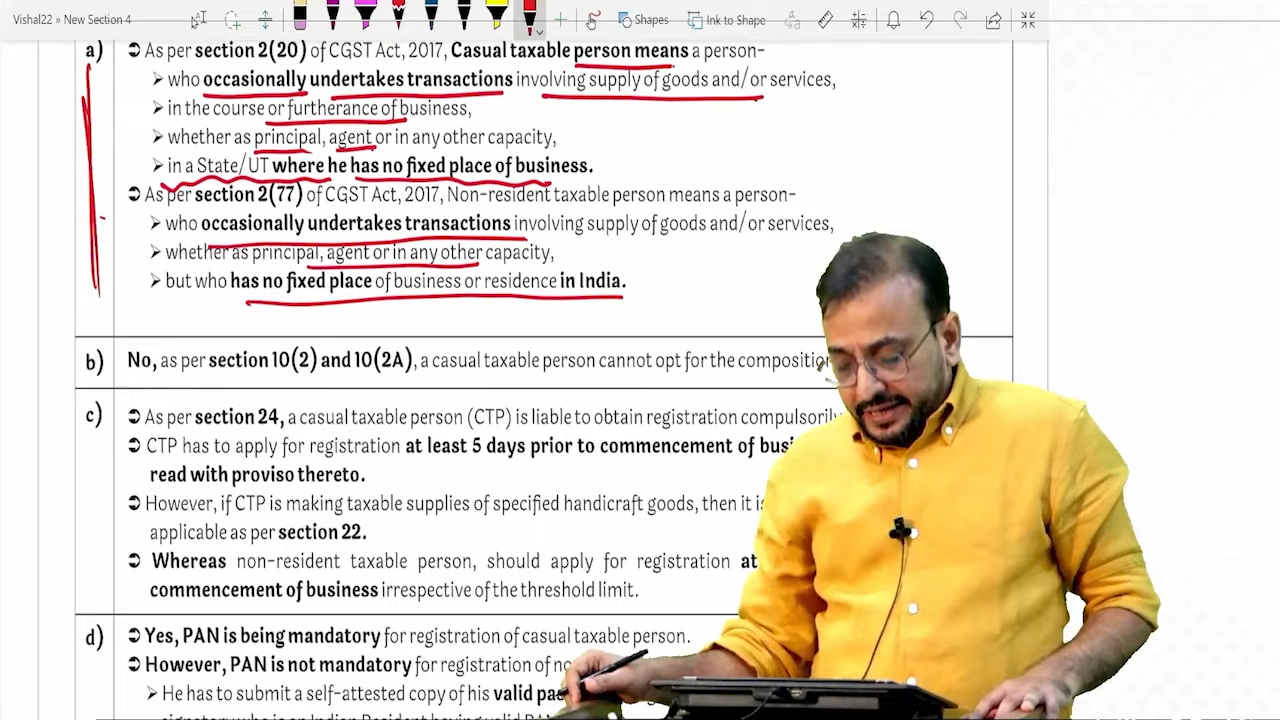 Vishal22 » New Section 4
Shapes
Ink to Shape
a)
➲ As per section 2(20) of CGST Act, 2017, Casual taxable person means a person-
➢ who occasionally undertakes transactions involving supply of goods and/or services,
➢ in the course or furtherance of business,
➢ whether as principal, agent or in any other capacity,
➢ in a State/UT where he has no fixed place of business.
➲ As per section 2(77) of CGST Act, 2017, Non-resident taxable person means a person-
➢ who occasionally undertakes transactions involving supply of goods and/or services,
➢ whether as principal, agent or in any other capacity,
➢ but who has no fixed place of business or residence in India.
b) No, as per section 10(2) and 10(2A), a casual taxable person cannot opt for the
c) ➲ As per section 24, a casual taxable person (CTP) is liable to obtain registration
➲ CTP has to apply for registration at least 5 days prior to commencement of
read with proviso thereto.
➲ However, if CTP is making taxable supplies of specified handicraft goods, then it
applicable as per section 22.
➲ Whereas non-resident taxable person, should apply for registration at
commencement of business irrespective of the threshold limit.
d) ➲ Yes, PAN is being mandatory for registration of casual taxable person.
➲ However, PAN is not mandatory for registration of
➢ He has to submit a self-attested copy of his valid